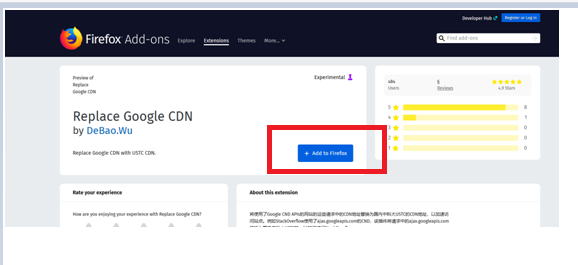 Developer Hub
Register or Log in
Firefox Add-ons
Explore
Extensions
Themes
More...
Find add-ons
Preview of
Replace
Google CDN
Experimental
Replace Google CDN
by DeBao.Wu
Replace Google CDN with USTC CDN.
+ Add to Firefox
Users
6
Reviews
4.9 Stars
5 8
4 1
3 0
2 0
1 0
Rate your experience
How are you enjoying your experience with Replace Google CDN?
About this extension